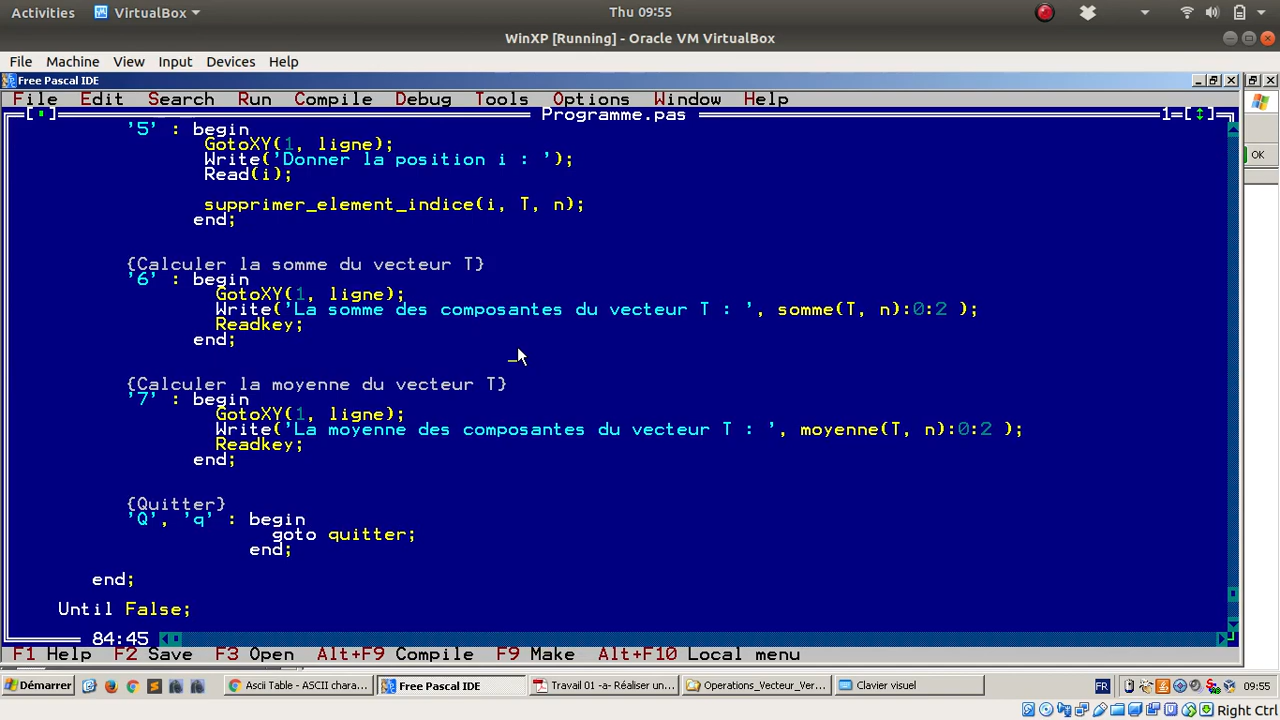 Activities VirtualBox Thu 09:55
WinXP [Running] - Oracle VM VirtualBox
File Machine View Input Devices Help
Free Pascal IDE
File Edit Search Run Compile Debug Tools Options Window Help
Programme.pas 1
'5' : begin
GotoXY(1, ligne);
Write('Donner la position i : ');
Read(i);
supprimer_element_indice(i, T, n);
end;
{Calculer la somme du vecteur T}
'6' : begin
GotoXY(1, ligne);
Write('La somme des composantes du vecteur T : ', somme(T, n):0:2 );
Readkey;
end;
{Calculer la moyenne du vecteur T}
'7' : begin
GotoXY(1, ligne);
Write('La moyenne des composantes du vecteur T : ', moyenne(T, n):0:2 );
Readkey;
end;
{Quitter}
'Q', 'q' : begin
goto quitter;
end;
end;
Until False;
84:45
F1 Help F2 Save F3 Open Alt+F9 Compile F9 Make Alt+F10 Local menu
OK
Démarrer Ascii Table - ASCII chara... Free Pascal IDE Travail 01 -a- Réaliser un... Operations_Vecteur_Ver... Clavier visuel FR 09:55
Right Ctrl